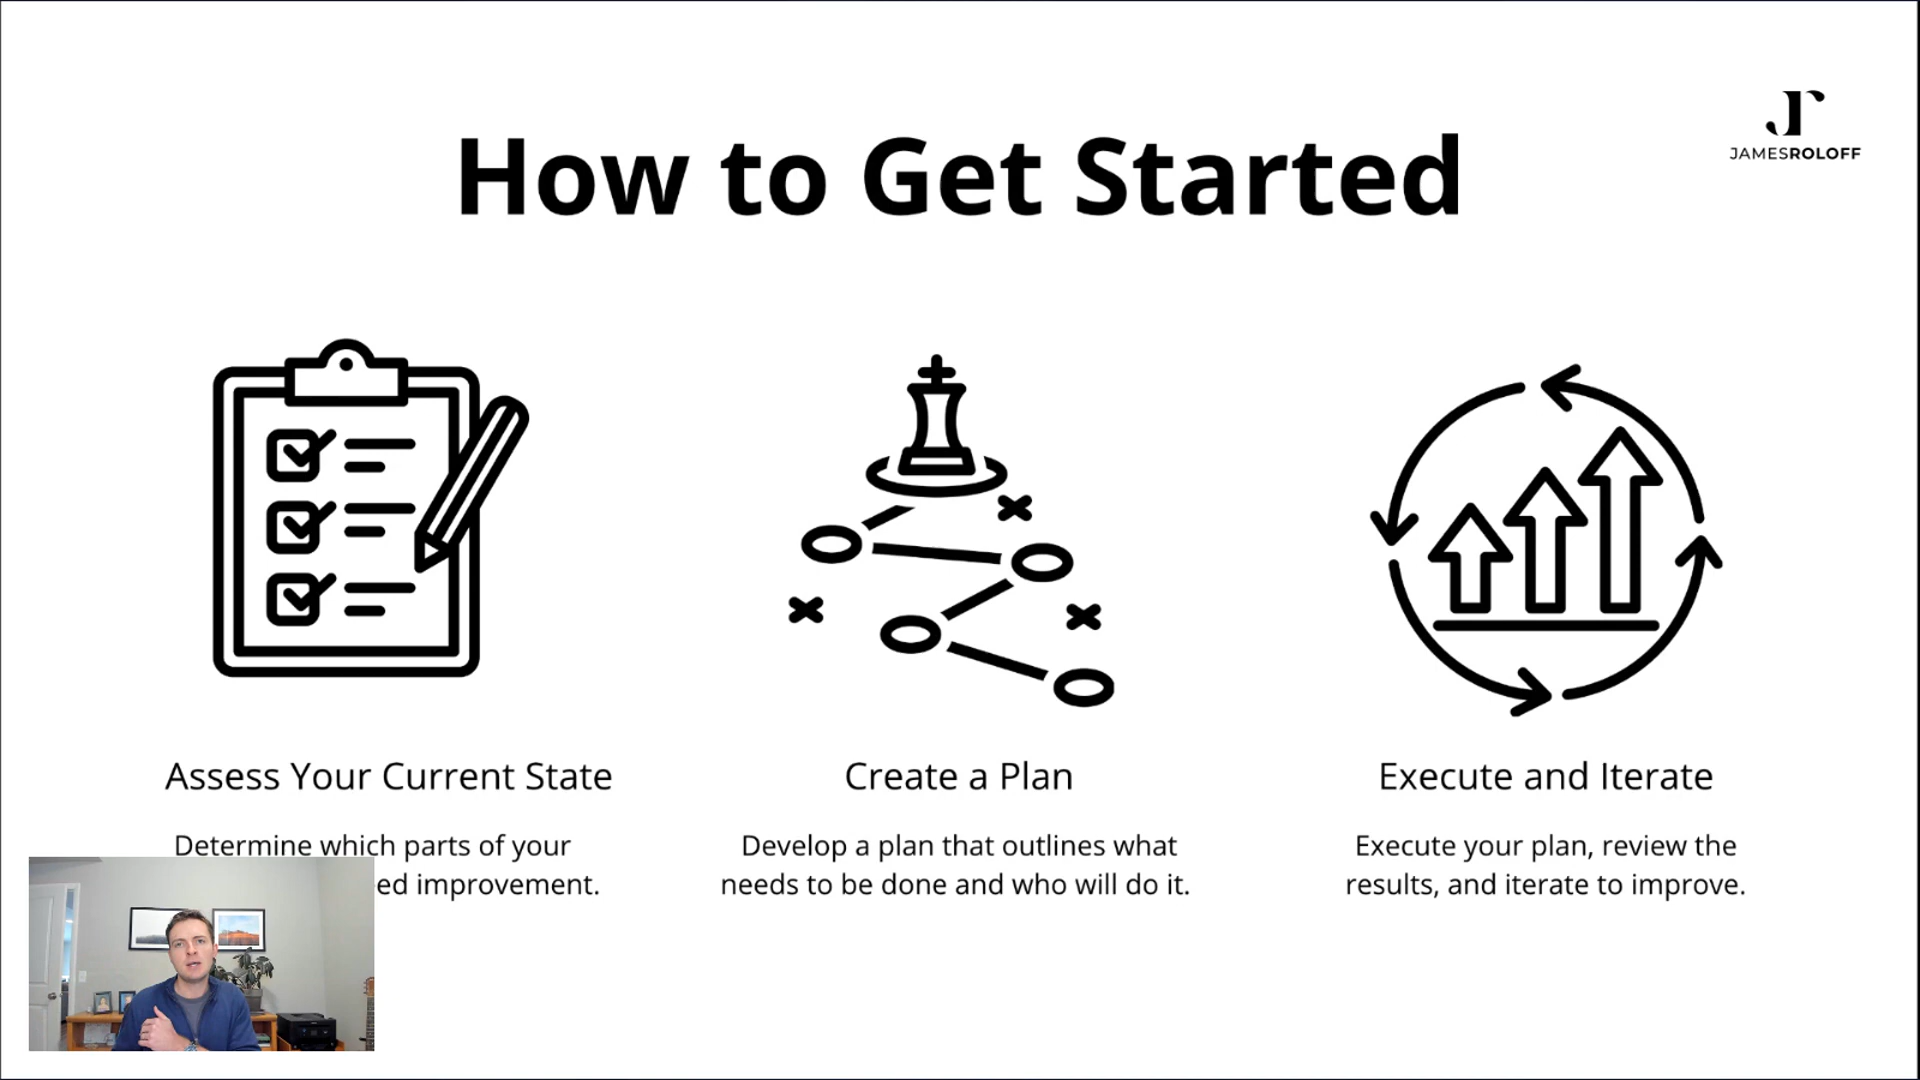 How to Get Started
JAMESROLOFF
Assess Your Current State
Determine which parts of your
improvement.
Create a Plan
Develop a plan that outlines what
needs to be done and who will do it.
Execute and Iterate
Execute your plan, review the
results, and iterate to improve.